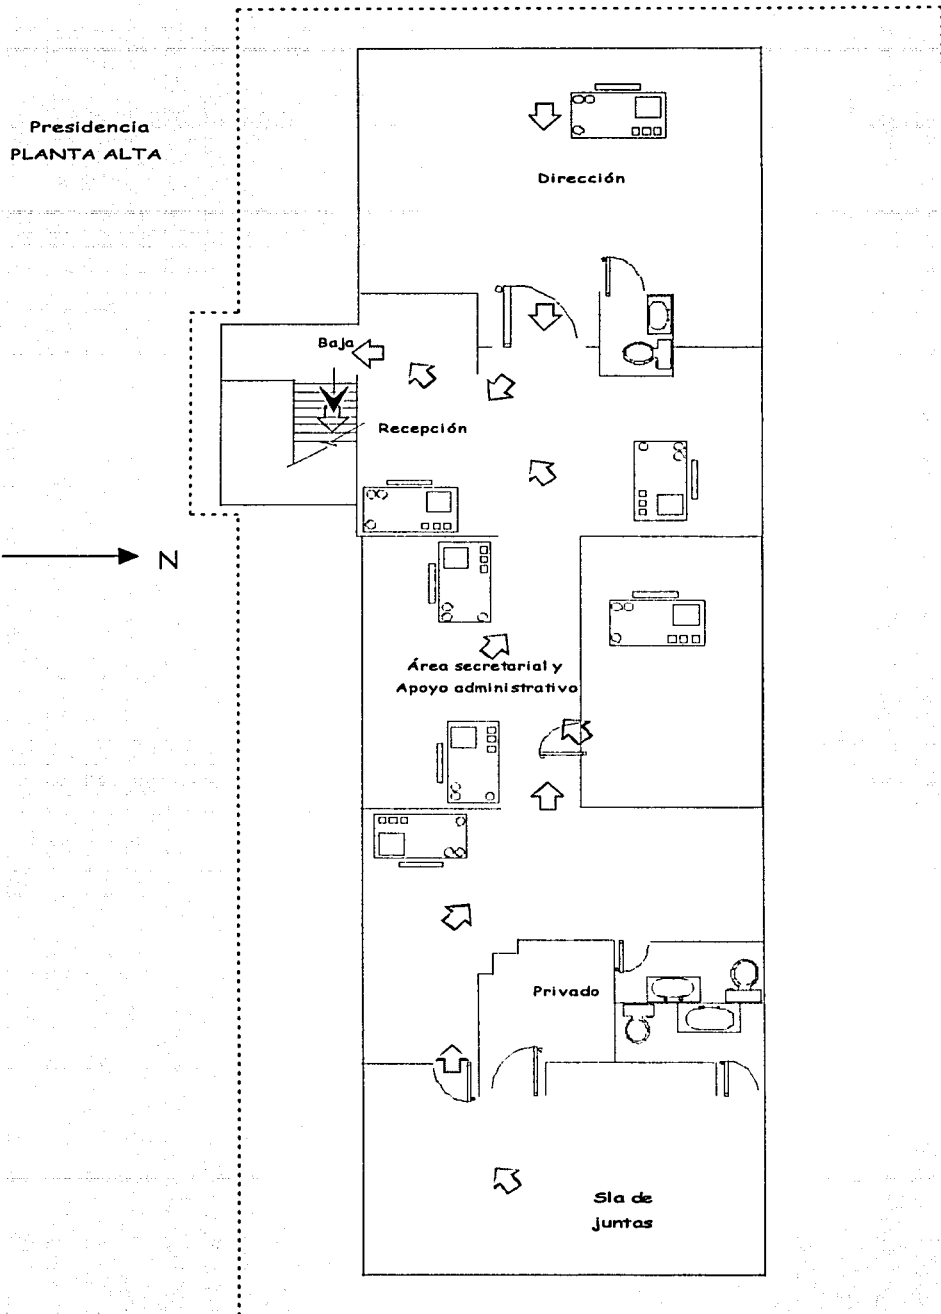 Presidencia
PLANTA ALTA
Dirección
Baja
Recepción
N
Área secretarial y
Apoyo administrativo
Privado
Sla de
juntas